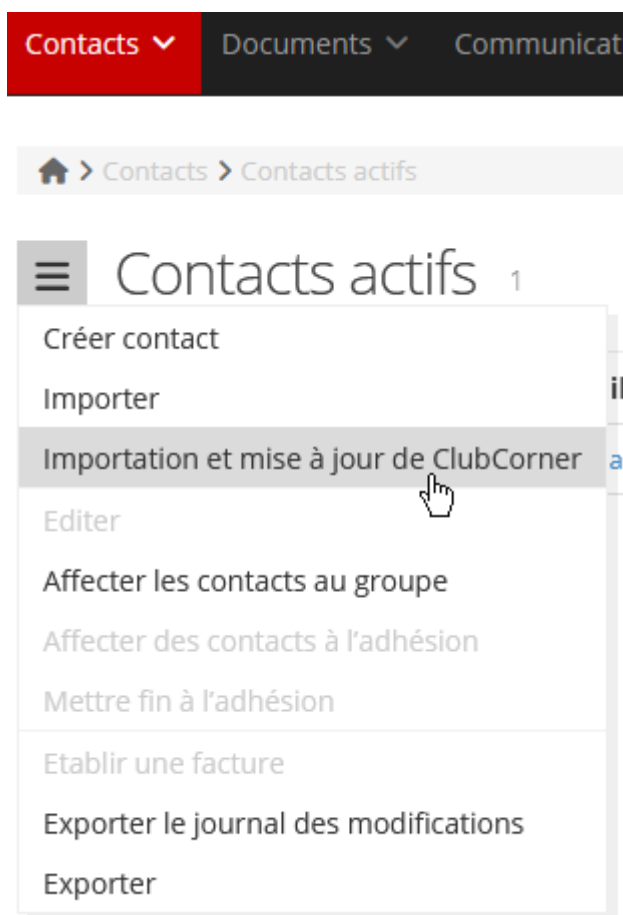 Contacts Documents Communicat
Contacts Contacts actifs
Contacts actifs 1
Créer contact
Importer
Importation et mise à jour de ClubCorner
Editer
Affecter les contacts au groupe
Affecter des contacts à l’adhésion
Mettre fin à l’adhésion
Etablir une facture
Exporter le journal des modifications
Exporter